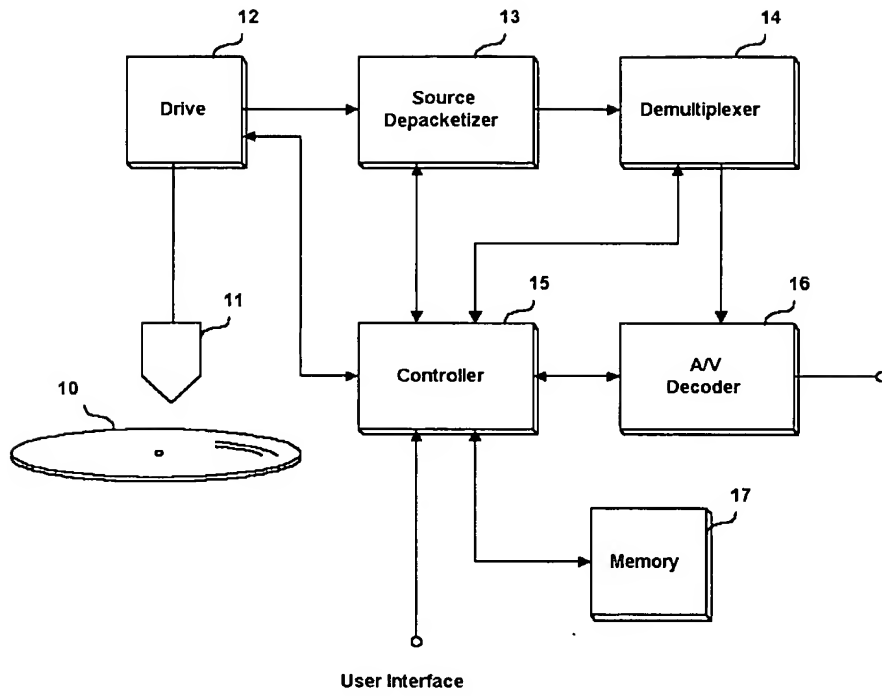 12
13
14
Drive
Source
Depacketizer
Demultiplexer
11
15
16
10
Controller
A/V
Decoder
17
Memory
User Interface